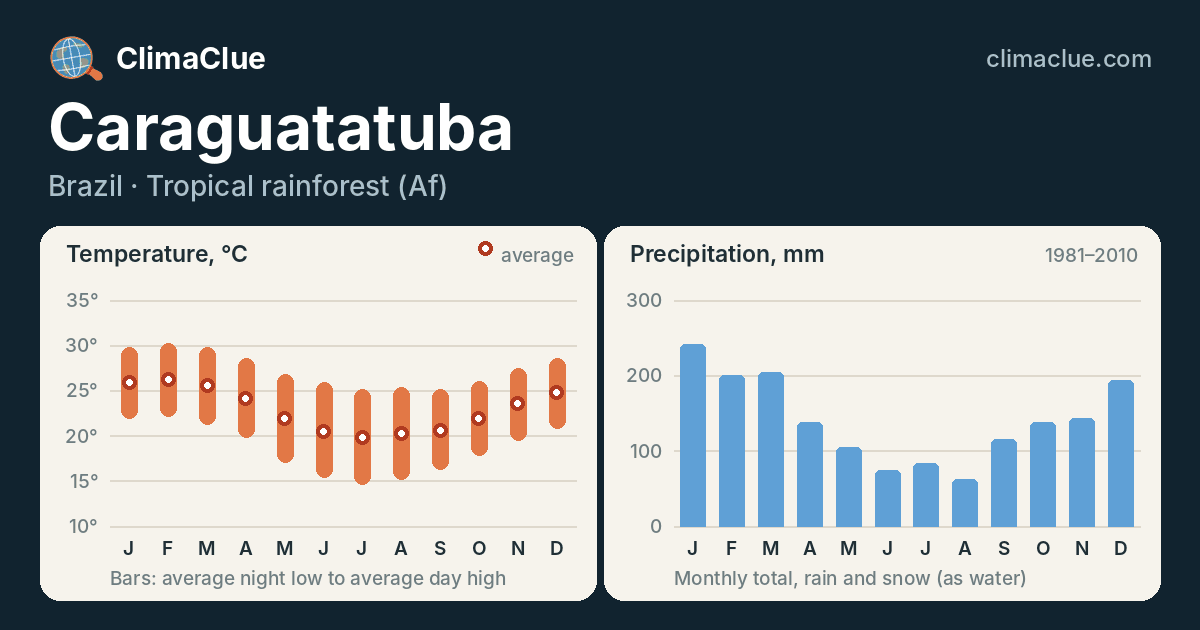 ClimaClue
climaclue.com
Caraguatatuba
Brazil · Tropical rainforest (Af)
Temperature, °C
average
35°
30°
25°
20°
15°
10°
J F M A M J J A S O N D
Bars: average night low to average day high
Precipitation, mm
1981–2010
300
200
100
0
J F M A M J J A S O N D
Monthly total, rain and snow (as water)